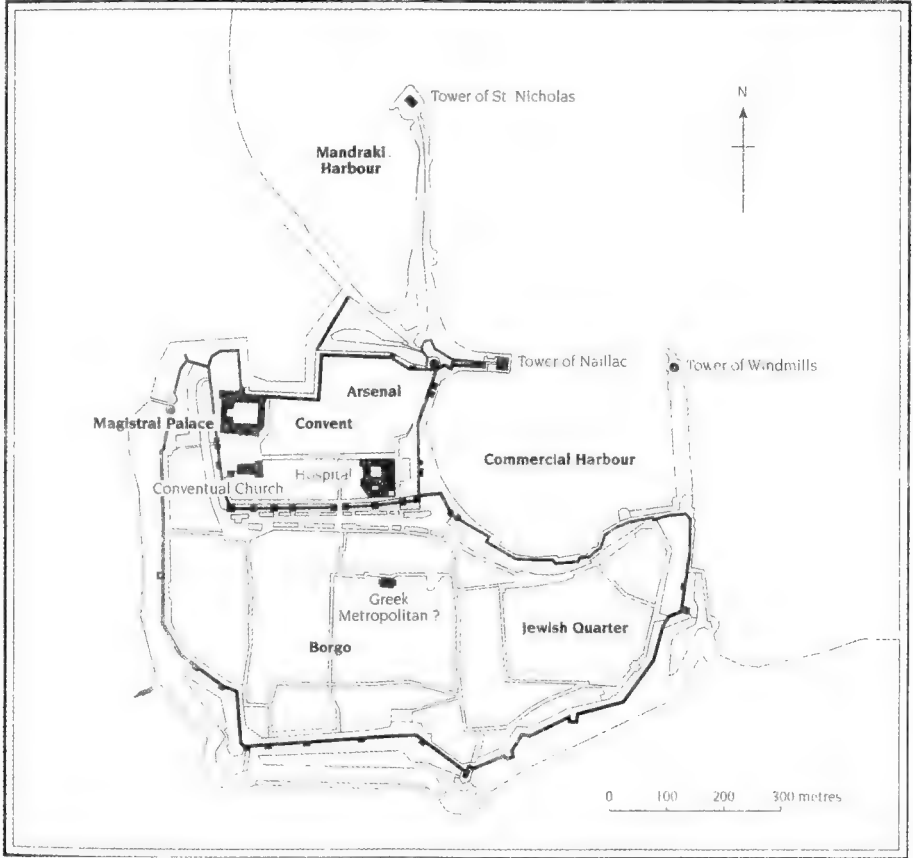 Tower of St Nicholas
N
Mandraki
Harbour
Tower of Naillac
Tower of Windmills
Arsenal
Magistral Palace
Convent
Commercial Harbour
Hospital
Conventual Church
Greek
Metropolitan ?
Jewish Quarter
Borgo
0 100 200 300 metres